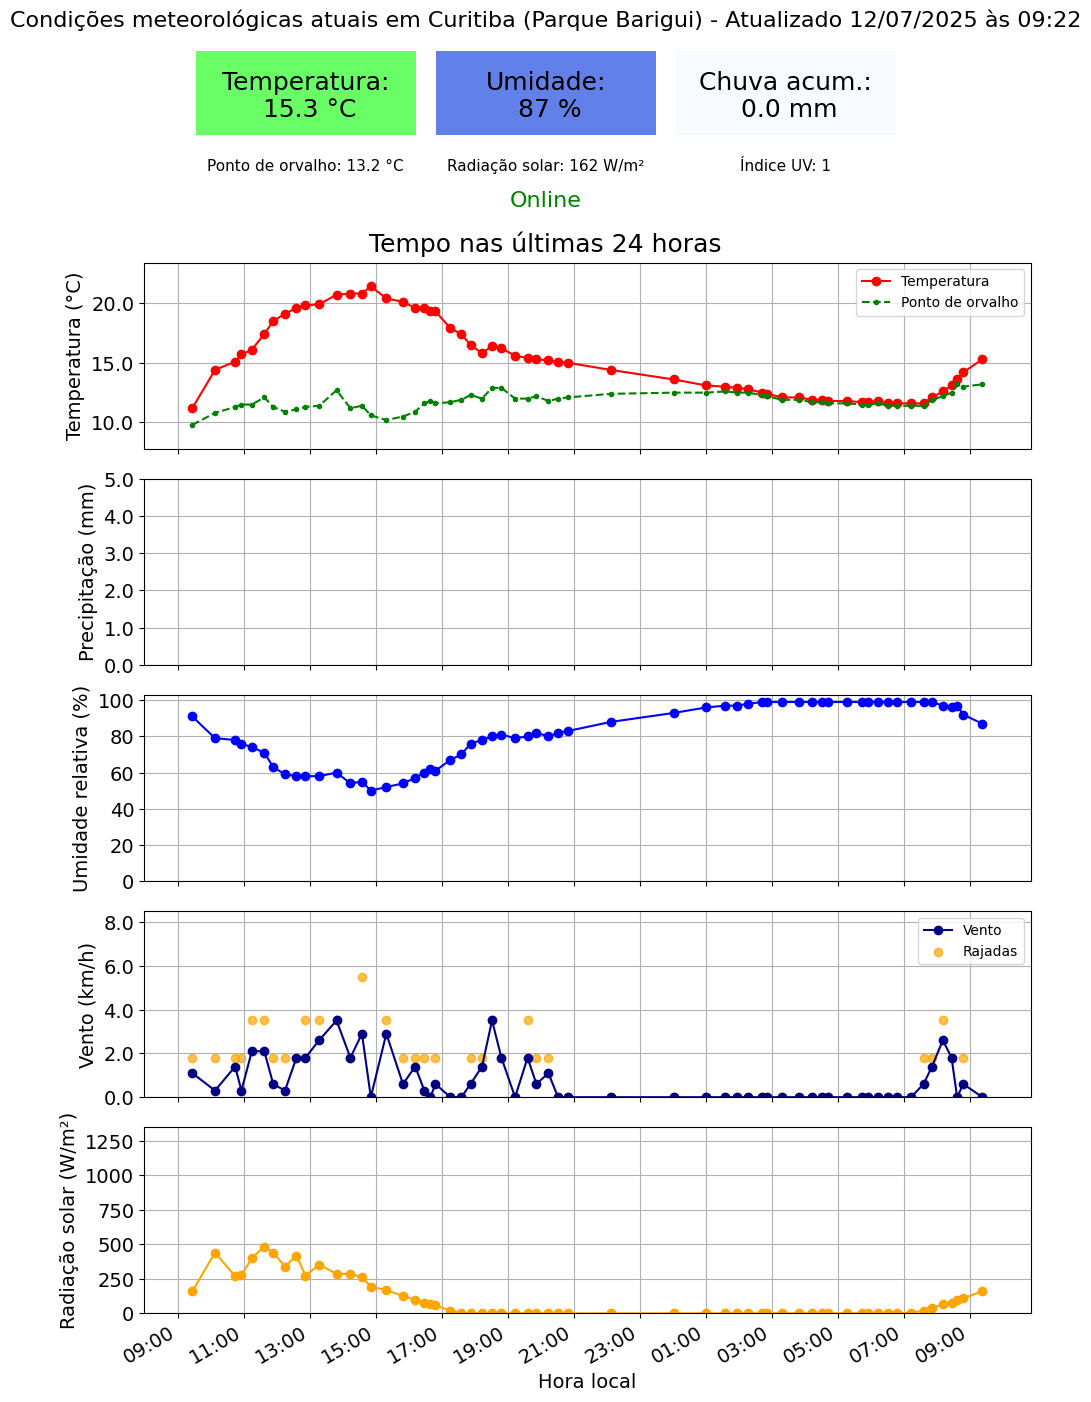 Condições meteorológicas atuais em Curitiba (Parque Barigui) - Atualizado 12/07/2025 às 09:22
Temperatura:
15.3 °C
Umidade:
87 %
Chuva acum.:
0.0 mm
Ponto de orvalho: 13.2 °C
Radiação solar: 162 W/m²
Índice UV: 1
Online
Tempo nas últimas 24 horas
Temperatura (°C)
20.0
15.0
10.0
Temperatura
Ponto de orvalho
Precipitação (mm)
5.0
4.0
3.0
2.0
1.0
0.0
Umidade relativa (%)
100
80
60
40
20
0
Vento (km/h)
8.0
6.0
4.0
2.0
0.0
Vento
Rajadas
Radiação solar (W/m²)
1250
1000
750
500
250
0
09:00
11:00
13:00
15:00
17:00
19:00
21:00
23:00
01:00
03:00
05:00
07:00
09:00
Hora local